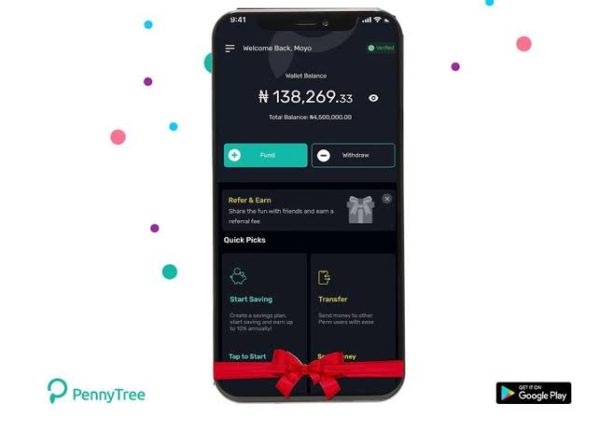 9:41
Welcome Back, Moyo
Verified
Wallet Balance
₦ 138,269.33
Total Balance: ₦4,500,000.00
Fund
Withdraw
Refer & Earn
Share the fun with friends and earn a
referral fee
Quick Picks
Start Saving
Create a savings plan,
start saving and earn up
to 10% annually!
Tap to Start
Transfer
Send money to other
Penny users with ease
PennyTree
GET IT ON
Google Play